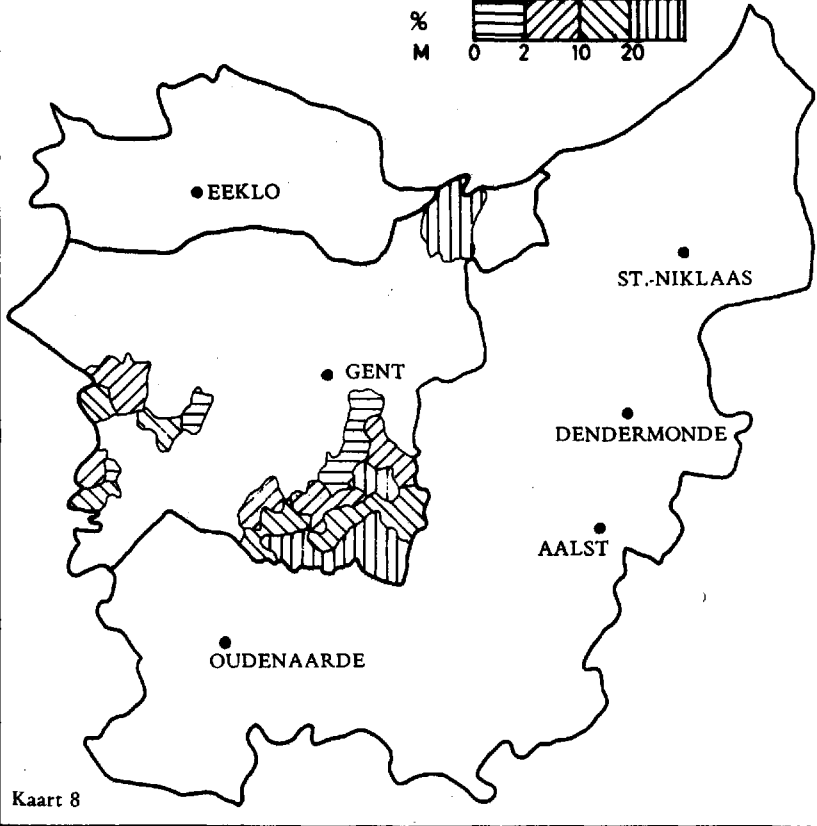 %
M 0 2 10 20
EEKLO
ST.-NIKLAAS
GENT
DENDERMONDE
AALST
OUDENAARDE
Kaart 8